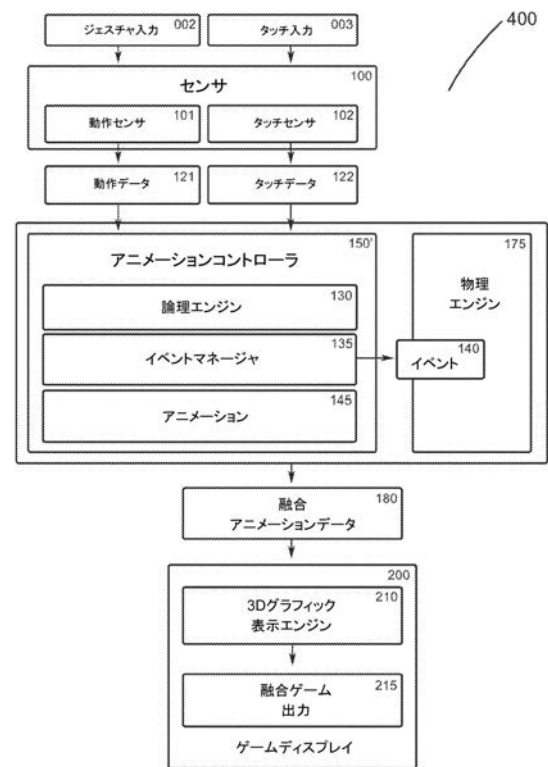 400
ジェスチャ入力 002
タッチ入力 003
センサ 100
動作センサ 101
タッチセンサ 102
動作データ 121
タッチデータ 122
アニメーションコントローラ 150'
論理エンジン 130
イベントマネージャ 135
アニメーション 145
175
物理
エンジン
イベント 140
融合
アニメーションデータ
180
200
3Dグラフィック
表示エンジン
210
融合ゲーム
出力
215
ゲームディスプレイ